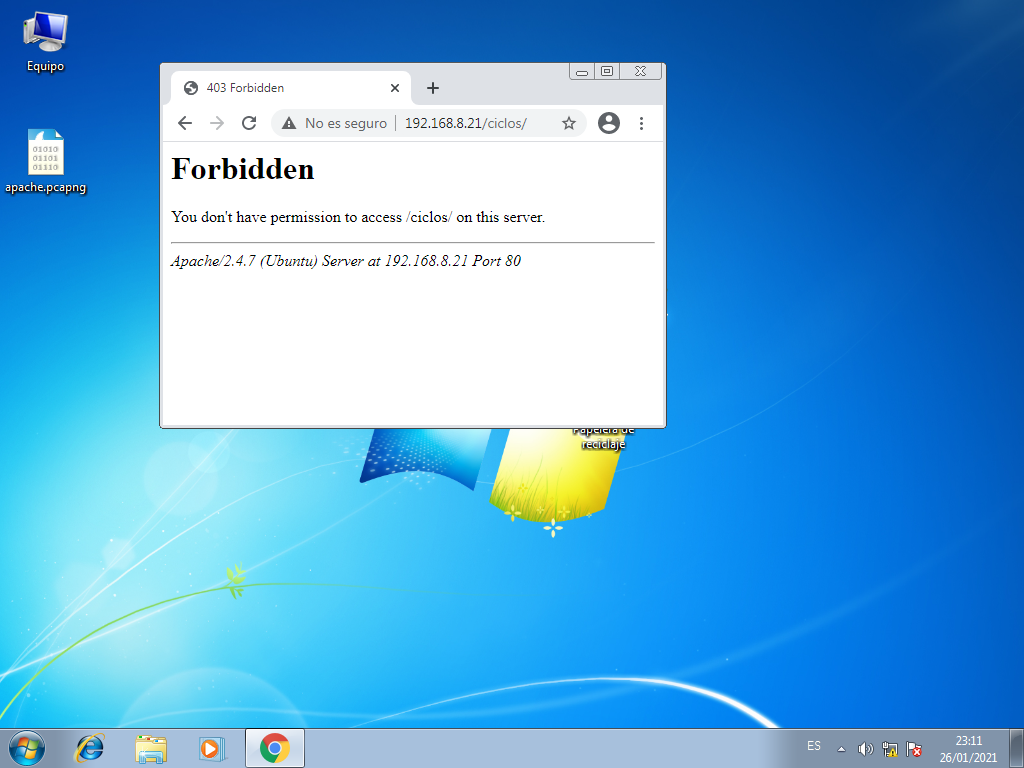 Equipo
apache.pcapng
403 Forbidden
No es seguro
192.168.8.21/ciclos/
Forbidden
You don't have permission to access /ciclos/ on this server.
Apache/2.4.7 (Ubuntu) Server at 192.168.8.21 Port 80
Papelera de
reciclaje
01010
01101
01110
ES
23:11
26/01/2021